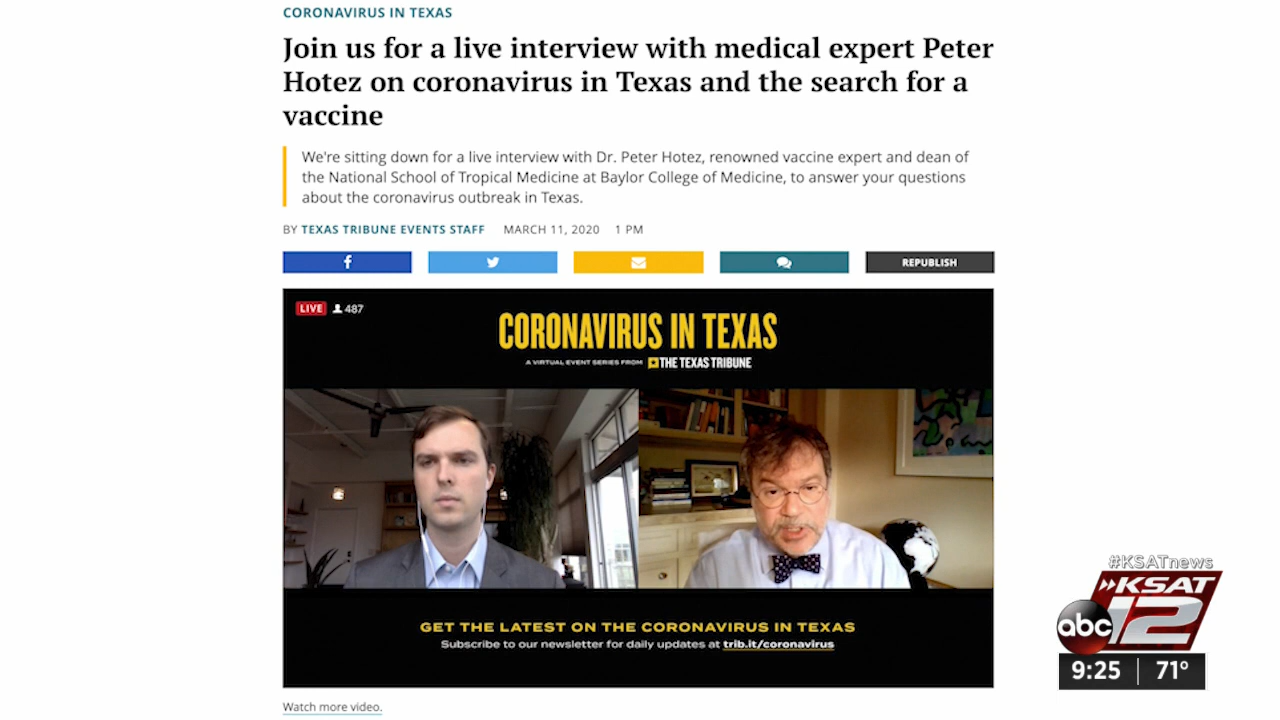 CORONAVIRUS IN TEXAS
Join us for a live interview with medical expert Peter
Hotez on coronavirus in Texas and the search for a
vaccine
We're sitting down for a live interview with Dr. Peter Hotez, renowned vaccine expert and dean of
the National School of Tropical Medicine at Baylor College of Medicine, to answer your questions
about the coronavirus outbreak in Texas.
BY TEXAS TRIBUNE EVENTS STAFF MARCH 11, 2020 1 PM
f
REPUBLISH
LIVE 487
CORONAVIRUS IN TEXAS
A VIRTUAL EVENT SERIES FROM THE TEXAS TRIBUNE
GET THE LATEST ON THE CORONAVIRUS IN TEXAS
Subscribe to our newsletter for daily updates at trib.it/coronavirus
Watch more video.
#KSATnews
KSAT
abc 12
9:25 71°